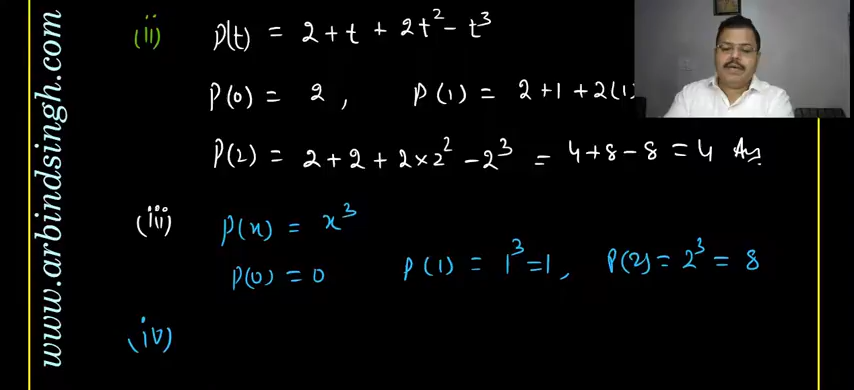 www.arbindsingh.com
(ii) P(t) = 2 + t + 2t² - t³
P(0) = 2 , P(1) = 2+1+2(1)
P(2) = 2 + 2 + 2×2² - 2³ = 4+8-8 = 4 Ans.
(iii) P(x) = x³
P(0) = 0 P(1) = 1³ = 1, P(2) = 2³ = 8
(iv)